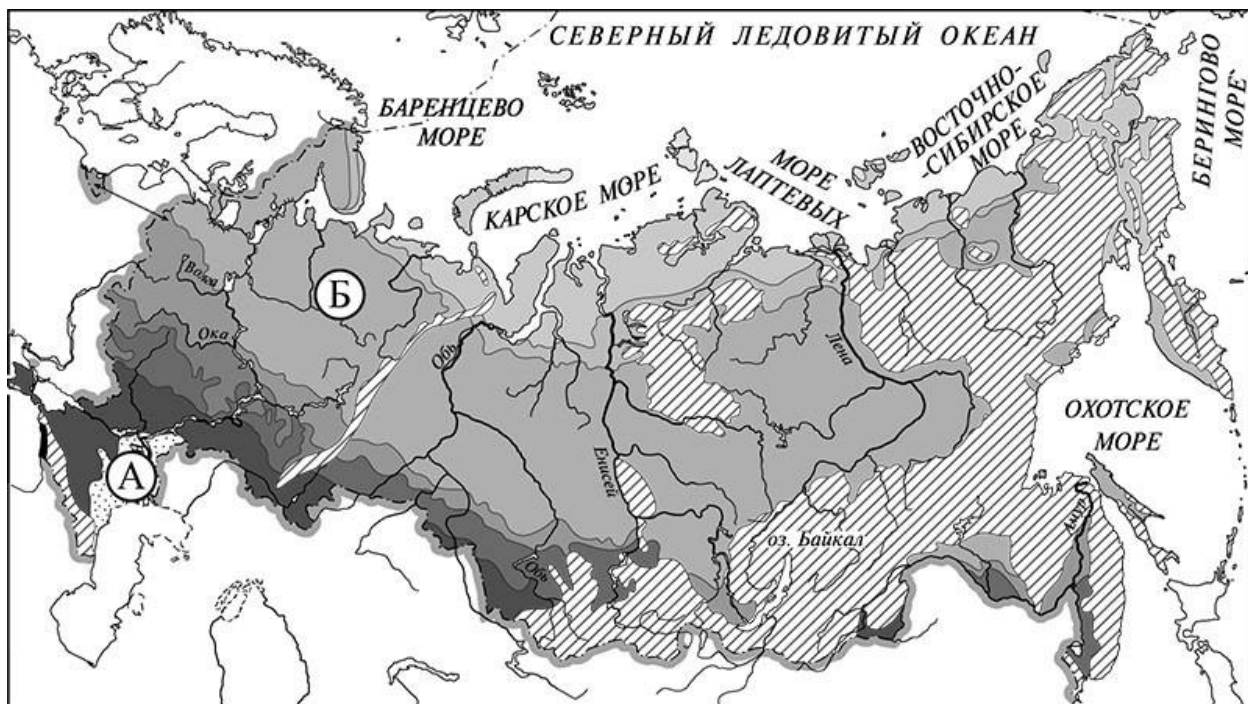 СЕВЕРНЫЙ ЛЕДОВИТЫЙ ОКЕАН
БАРЕНЦЕВО
МОРЕ
КАРСКОЕ МОРЕ
МОРЕ
ЛАПТЕВЫХ
ВОСТОЧНО-
СИБИРСКОЕ
МОРЕ
БЕРИНГОВО
МОРЕ
Волга
Б
Ока
Обь
Лена
Енисей
ОХОТСКОЕ
МОРЕ
А
Амур
оз. Байкал
Обь